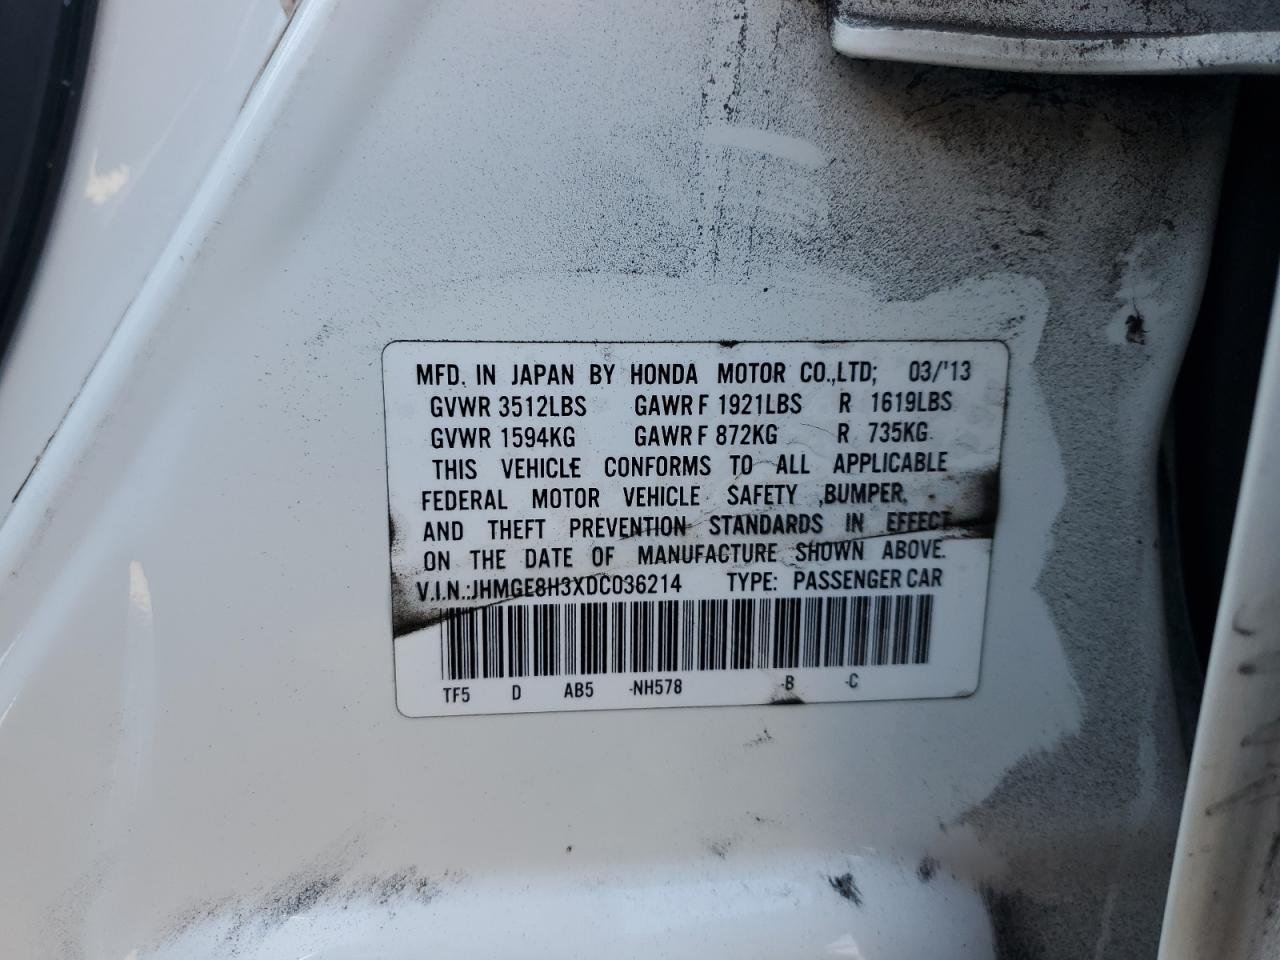 MFD. IN JAPAN BY HONDA MOTOR CO.,LTD; 03/'13
GVWR 3512LBS GAWR F 1921LBS R 1619LBS
GVWR 1594KG GAWR F 872KG R 735KG
THIS VEHICLE CONFORMS TO ALL APPLICABLE
FEDERAL MOTOR VEHICLE SAFETY ,BUMPER,
AND THEFT PREVENTION STANDARDS IN EFFECT
ON THE DATE OF MANUFACTURE SHOWN ABOVE.
V.I.N.:JHMGE8H3XDC036214 TYPE: PASSENGER CAR
TF5 D AB5 -NH578 -B -C